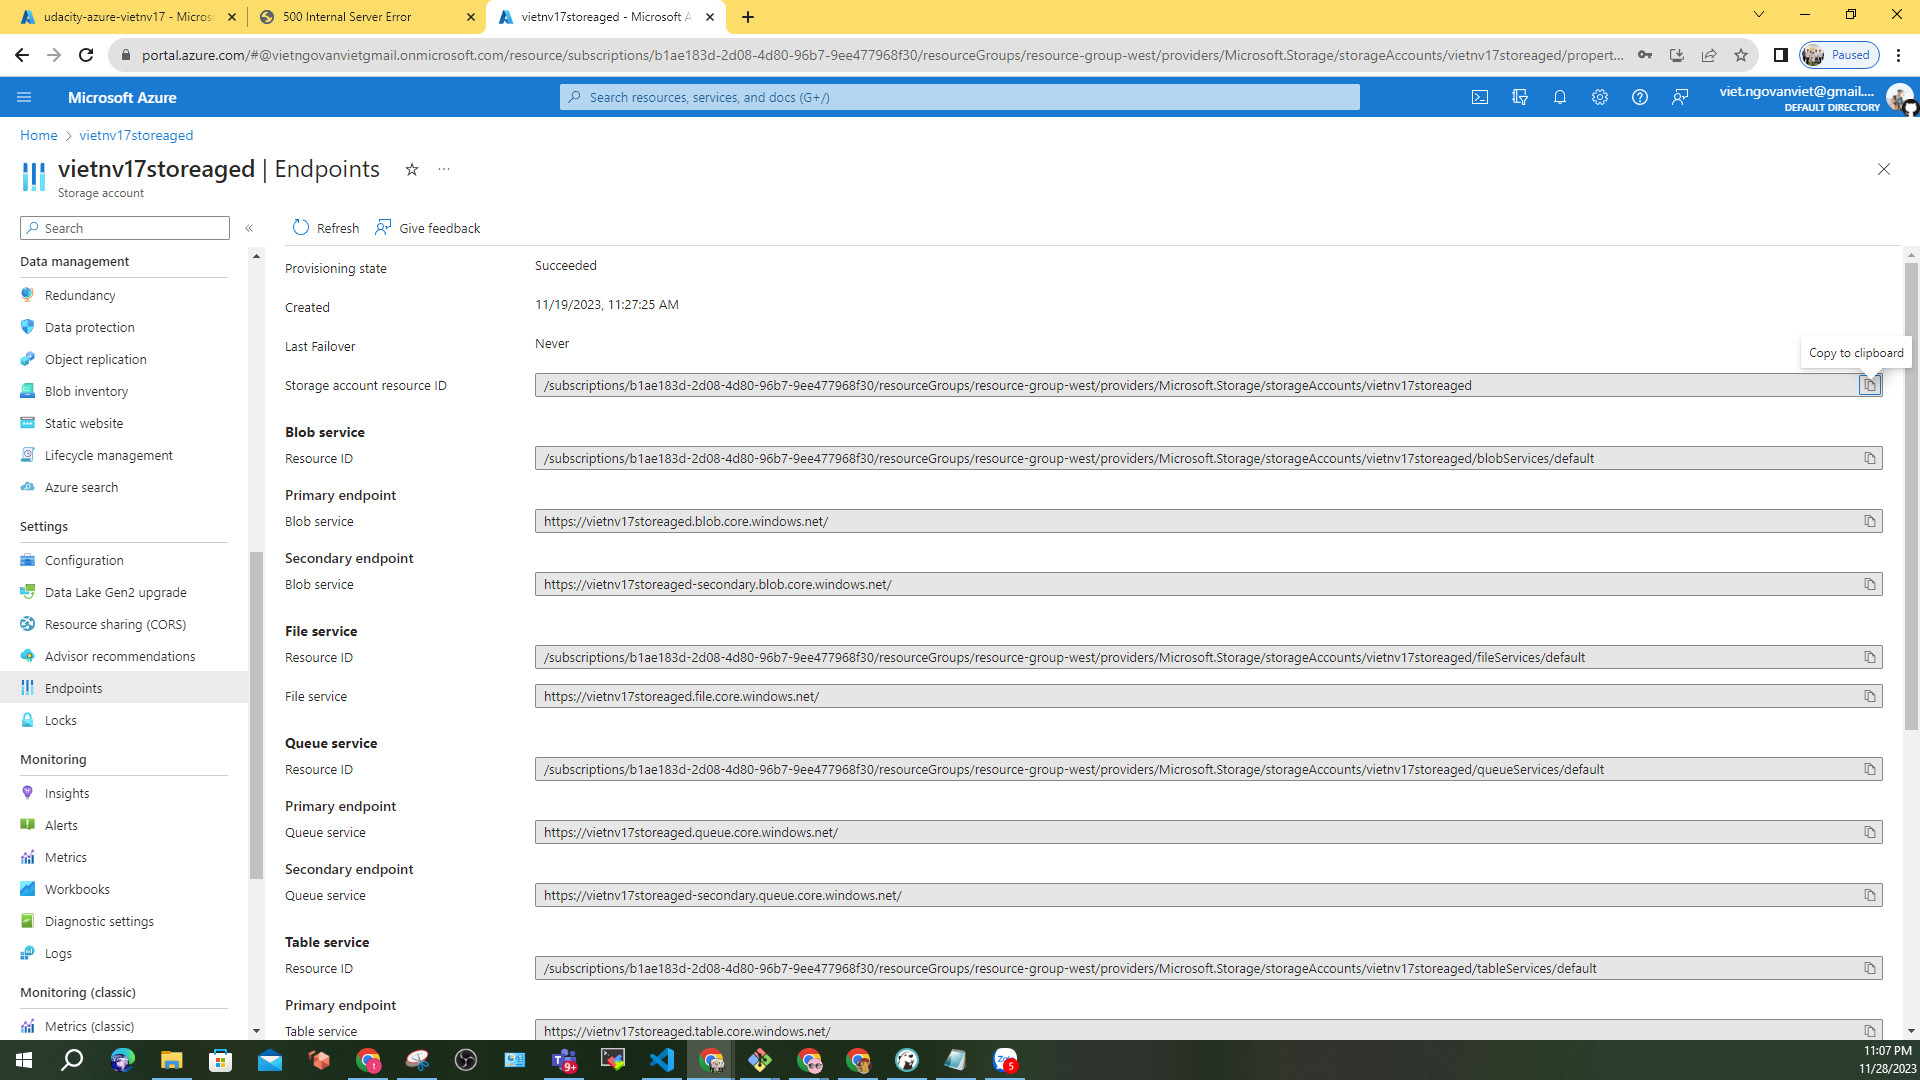 udacity-azure-vietnv17 - Micros
500 Internal Server Error
vietnv17storeaged - Microsoft A
portal.azure.com/#@vietngovanvietgmail.onmicrosoft.com/resource/subscriptions/b1ae183d-2d08-4d80-96b7-9ee477968f30/resourceGroups/resource-group-west/providers/Microsoft.Storage/storageAccounts/vietnv17storeaged/propert...
Paused
Microsoft Azure
Search resources, services, and docs (G+/)
viet.ngovanviet@gmail....
DEFAULT DIRECTORY
Home > vietnv17storeaged
vietnv17storeaged | Endpoints
Storage account
Search
Refresh
Give feedback
Data management
Redundancy
Data protection
Object replication
Blob inventory
Static website
Lifecycle management
Azure search
Settings
Configuration
Data Lake Gen2 upgrade
Resource sharing (CORS)
Advisor recommendations
Endpoints
Locks
Monitoring
Insights
Alerts
Metrics
Workbooks
Diagnostic settings
Logs
Monitoring (classic)
Metrics (classic)
Provisioning state Succeeded
Created 11/19/2023, 11:27:25 AM
Last Failover Never
Copy to clipboard
Storage account resource ID /subscriptions/b1ae183d-2d08-4d80-96b7-9ee477968f30/resourceGroups/resource-group-west/providers/Microsoft.Storage/storageAccounts/vietnv17storeaged
Blob service
Resource ID /subscriptions/b1ae183d-2d08-4d80-96b7-9ee477968f30/resourceGroups/resource-group-west/providers/Microsoft.Storage/storageAccounts/vietnv17storeaged/blobServices/default
Primary endpoint
Blob service https://vietnv17storeaged.blob.core.windows.net/
Secondary endpoint
Blob service https://vietnv17storeaged-secondary.blob.core.windows.net/
File service
Resource ID /subscriptions/b1ae183d-2d08-4d80-96b7-9ee477968f30/resourceGroups/resource-group-west/providers/Microsoft.Storage/storageAccounts/vietnv17storeaged/fileServices/default
File service https://vietnv17storeaged.file.core.windows.net/
Queue service
Resource ID /subscriptions/b1ae183d-2d08-4d80-96b7-9ee477968f30/resourceGroups/resource-group-west/providers/Microsoft.Storage/storageAccounts/vietnv17storeaged/queueServices/default
Primary endpoint
Queue service https://vietnv17storeaged.queue.core.windows.net/
Secondary endpoint
Queue service https://vietnv17storeaged-secondary.queue.core.windows.net/
Table service
Resource ID /subscriptions/b1ae183d-2d08-4d80-96b7-9ee477968f30/resourceGroups/resource-group-west/providers/Microsoft.Storage/storageAccounts/vietnv17storeaged/tableServices/default
Primary endpoint
Table service https://vietnv17storeaged.table.core.windows.net/
9+
5
11:07 PM
11/28/2023